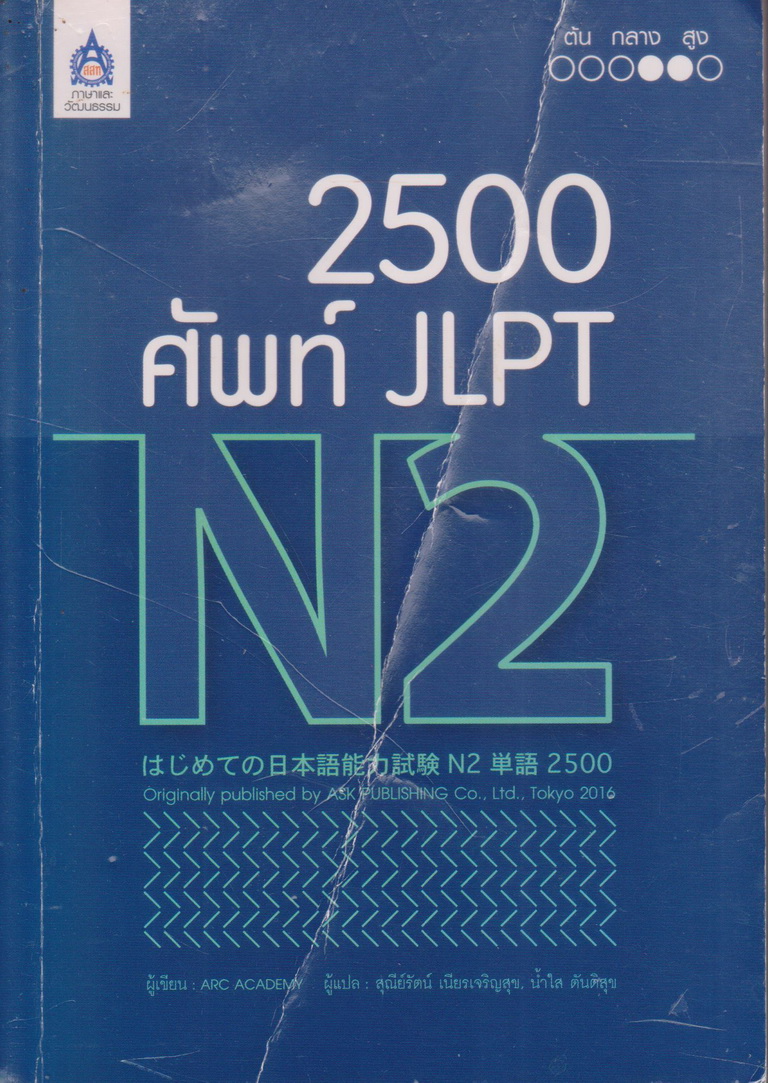 สสท
ภาษาและ
วัฒนธรรม
ต้น กลาง สูง
2500
ศัพท์ JLPT
N2
はじめての日本語能力試験 N2 単語 2500
Originally published by ASK PUBLISHING Co., Ltd., Tokyo 2016
ผู้เขียน : ARC ACADEMY ผู้แปล : สุณีย์รัตน์ เนียรเจริญสุข, น้ำใส ตันติสุข